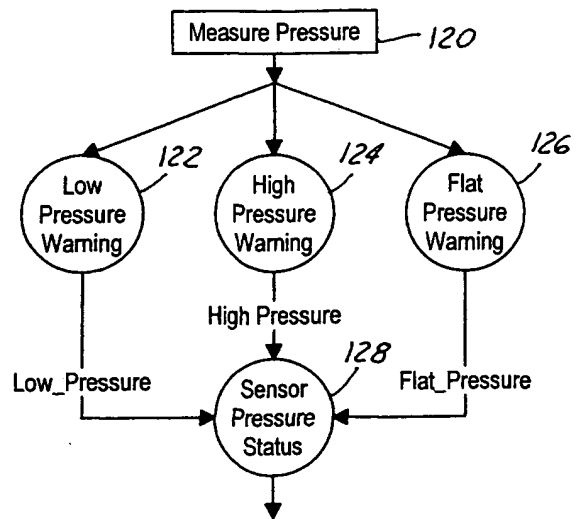 Measure Pressure
120
122
124
126
Low
Pressure
Warning
High
Pressure
Warning
Flat
Pressure
Warning
High Pressure
Low_Pressure
128
Flat_Pressure
Sensor
Pressure
Status